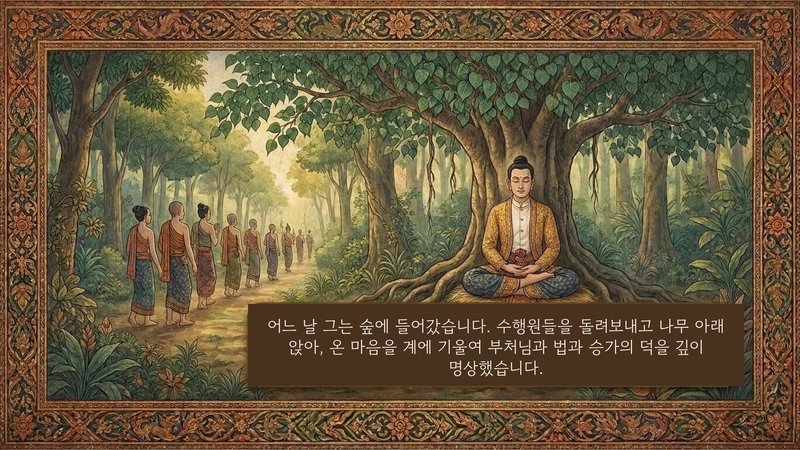 어느 날 그는 숲에 들어갔습니다. 수행원들을 돌려보내고 나무 아래
앉아, 온 마음을 계에 기울여 부처님과 법과 승가의 덕을 깊이
명상했습니다.